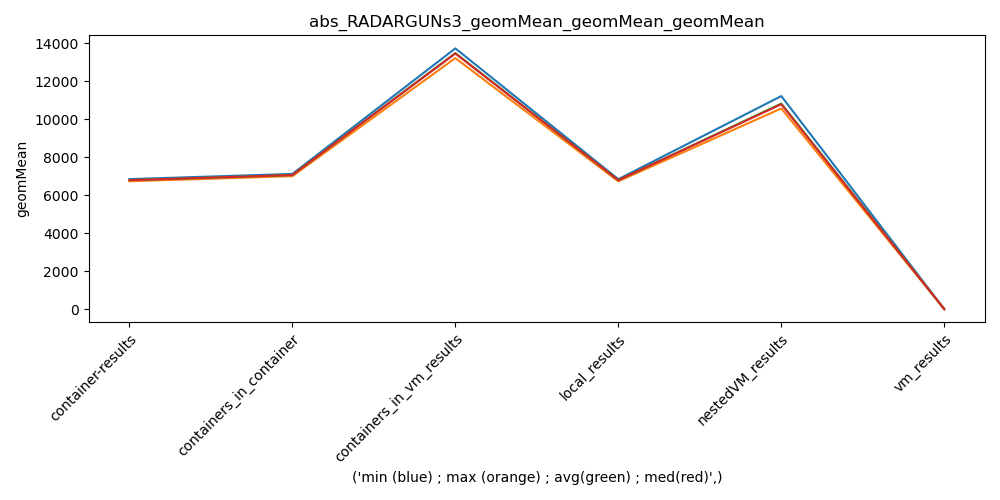 abs_RADARGUNs3_geomMean_geomMean_geomMean
14000
12000
10000
8000
6000
4000
2000
0
geomMean
container-results
containers_in_container
containers_in_vm_results
local_results
nestedVM_results
vm_results
('min (blue) ; max (orange) ; avg(green) ; med(red)',)